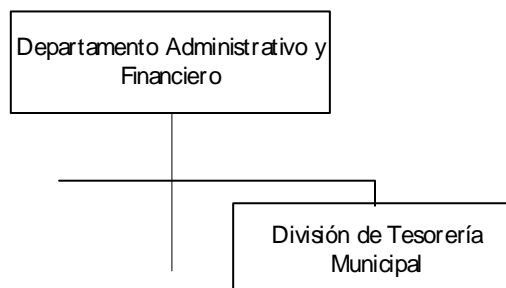 Departamento Administrativo y
Financiero
División de Tesorería
Municipal